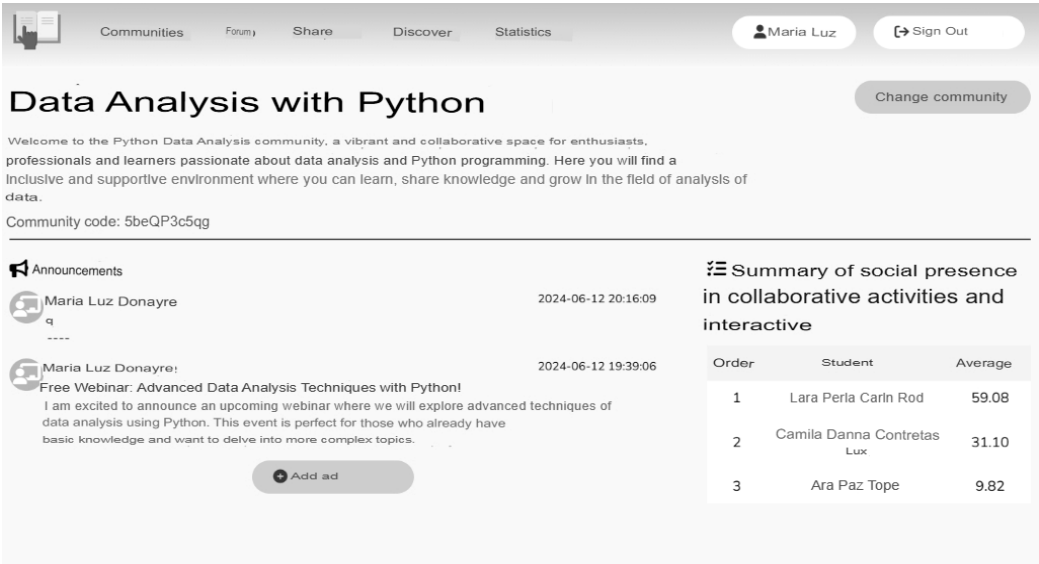 Communities Forum Share Discover Statistics Maria Luz Sign Out
Data Analysis with Python
Change community
Welcome to the Python Data Analysis community, a vibrant and collaborative space for enthusiasts,
professionals and learners passionate about data analysis and Python programming. Here you will find a
Inclusive and supportive environment where you can learn, share knowledge and grow in the field of analysis of
data.
Community code: 5beQP3c5qg
Announcements
Maria Luz Donayre 2024-06-12 20:16:09
q
----
Maria Luz Donayre 2024-06-12 19:39:06
Free Webinar: Advanced Data Analysis Techniques with Python!
I am excited to announce an upcoming webinar where we will explore advanced techniques of
data analysis using Python. This event is perfect for those who already have
basic knowledge and want to delve into more complex topics.
Add ad
Summary of social presence
in collaborative activities and
interactive
Order Student Average
1 Lara Perla Carln Rod 59.08
2 Camila Danna Contretas Lux 31.10
3 Ara Paz Tope 9.82